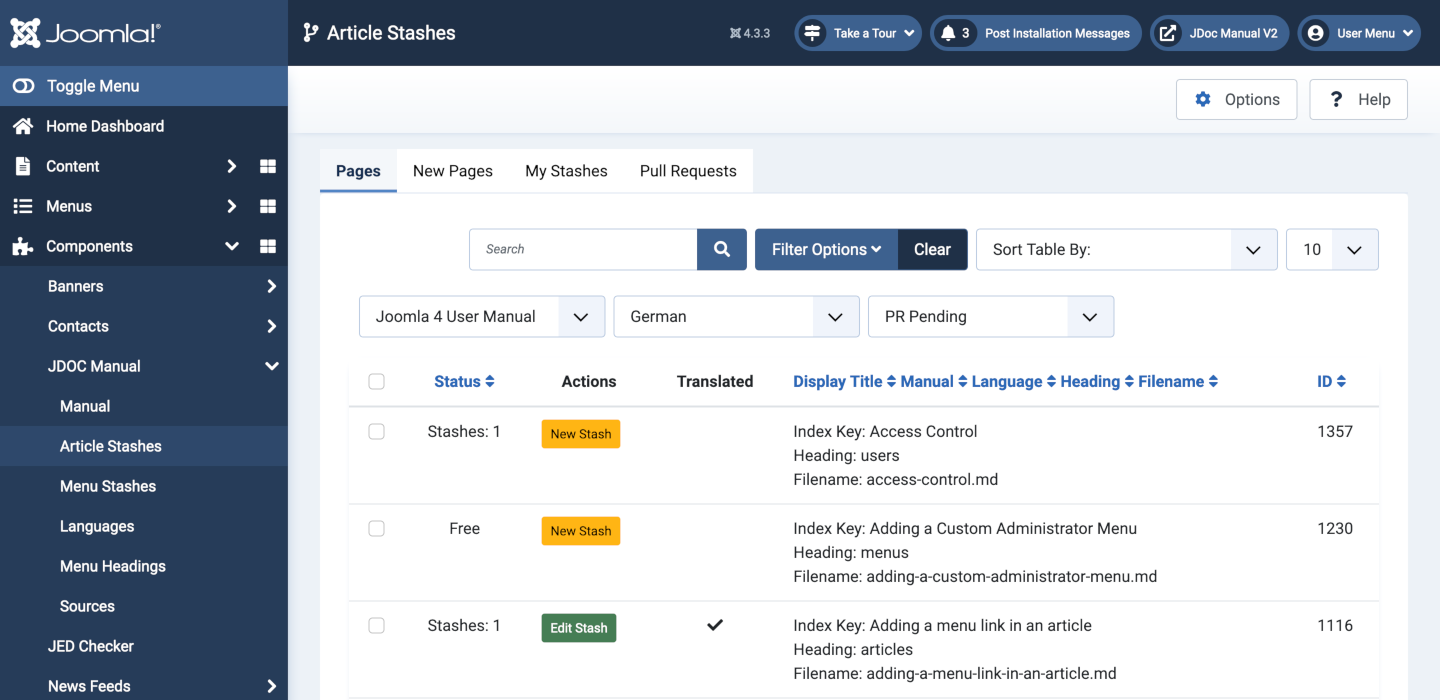 Joomla!®
Article Stashes
4.3.3
Take a Tour
3 Post Installation Messages
JDoc Manual V2
User Menu
Toggle Menu
Home Dashboard
Content
Menus
Components
Banners
Contacts
JDOC Manual
Manual
Article Stashes
Menu Stashes
Languages
Menu Headings
Sources
JED Checker
News Feeds
Options
? Help
Pages New Pages My Stashes Pull Requests
Search
Filter Options
Clear
Sort Table By:
10
Joomla 4 User Manual
German
PR Pending
Status Actions Translated Display Title Manual Language Heading Filename ID
Stashes: 1 New Stash Index Key: Access Control 1357
Heading: users
Filename: access-control.md
Free New Stash Index Key: Adding a Custom Administrator Menu 1230
Heading: menus
Filename: adding-a-custom-administrator-menu.md
Stashes: 1 Edit Stash Index Key: Adding a menu link in an article 1116
Heading: articles
Filename: adding-a-menu-link-in-an-article.md